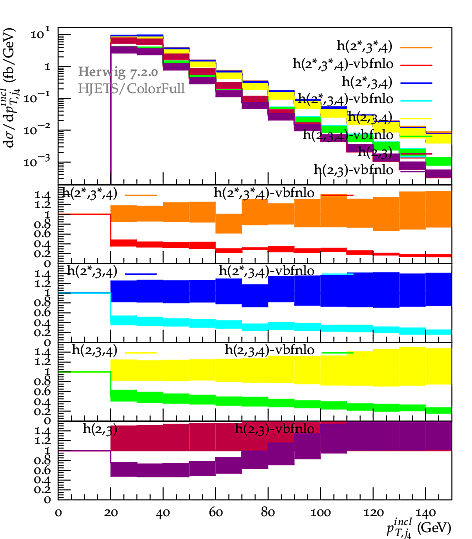 dσ/dp_{T,j4}^{incl} (fb/GeV)
10¹
1
10⁻¹
10⁻²
10⁻³
Herwig 7.2.0
HJETS/ColorFull
h(2*,3*,4)
h(2*,3*,4)-vbfnlo
h(2*,3,4)
h(2*,3,4)-vbfnlo
h(2,3,4)
h(2,3,4)-vbfnlo
h(2,3)
h(2,3)-vbfnlo
h(2*,3*,4) h(2*,3*,4)-vbfnlo
1.4
1.2
1
0.8
0.6
0.4
0.2
0
h(2*,3,4) h(2*,3,4)-vbfnlo
1.4
1.2
1
0.8
0.6
0.4
0.2
0
h(2,3,4) h(2,3,4)-vbfnlo
1.4
1.2
1
0.8
0.6
0.4
0.2
0
h(2,3) h(2,3)-vbfnlo
1.4
1.2
1
0.8
0.6
0.4
0.2
0
0 20 40 60 80 100 120 140
p_{T,j4}^{incl} (GeV)